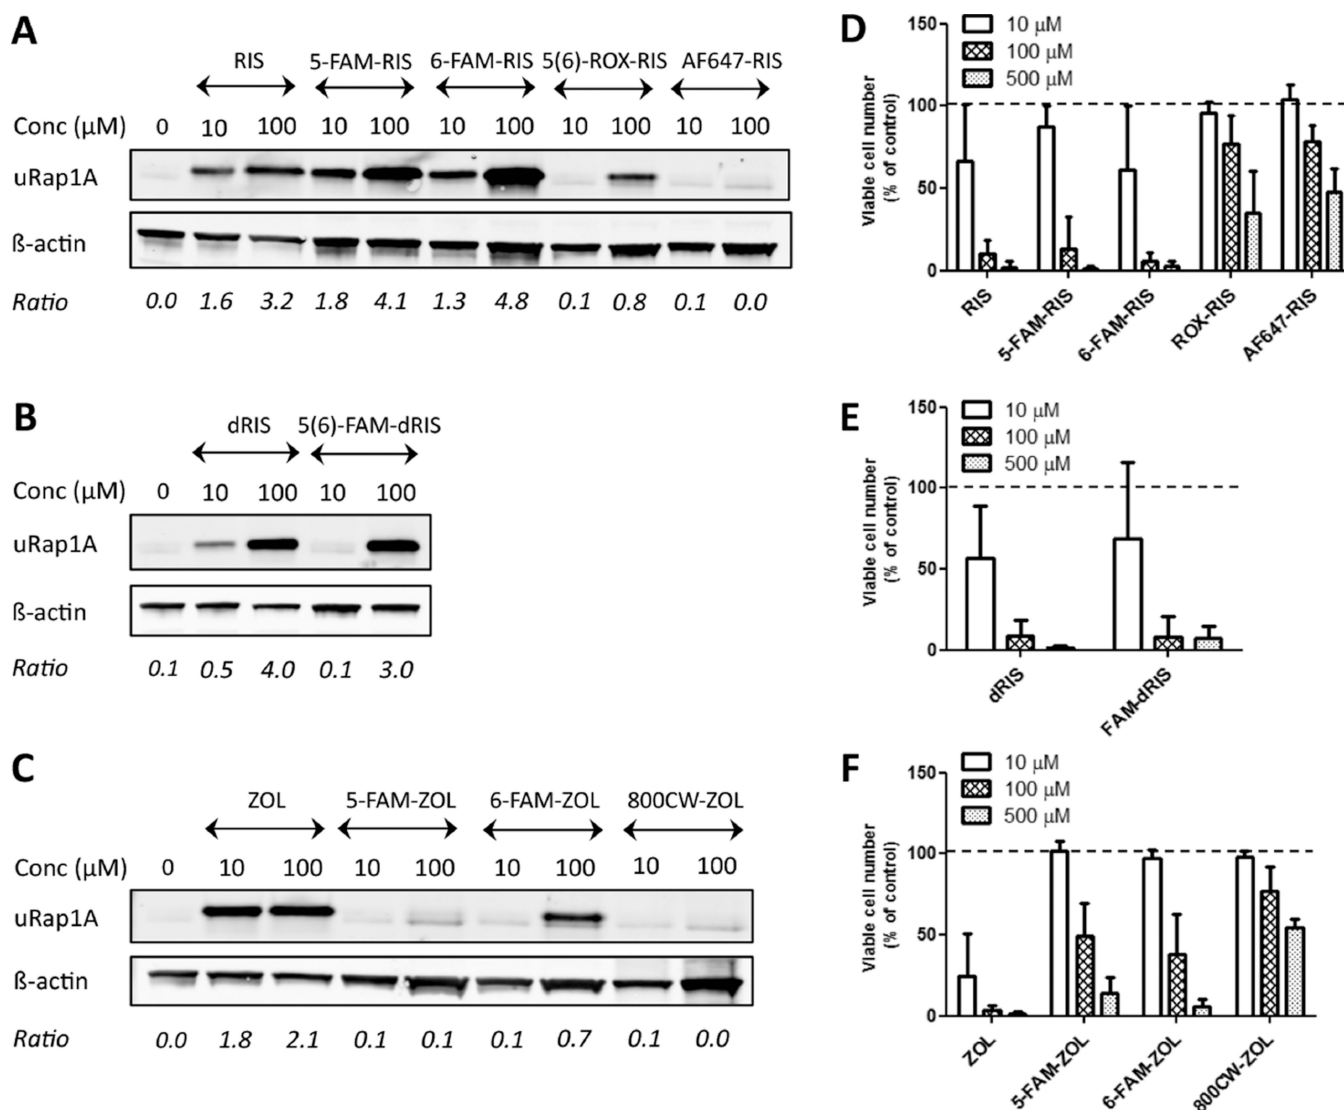 A
RIS 5-FAM-RIS 6-FAM-RIS 5(6)-ROX-RIS AF647-RIS
Conc (µM) 0 10 100 10 100 10 100 10 100 10 100
uRap1A
ß-actin
Ratio 0.0 1.6 3.2 1.8 4.1 1.3 4.8 0.1 0.8 0.1 0.0
B
dRIS 5(6)-FAM-dRIS
Conc (µM) 0 10 100 10 100
uRap1A
ß-actin
Ratio 0.1 0.5 4.0 0.1 3.0
C
ZOL 5-FAM-ZOL 6-FAM-ZOL 800CW-ZOL
Conc (µM) 0 10 100 10 100 10 100 10 100
uRap1A
ß-actin
Ratio 0.0 1.8 2.1 0.1 0.1 0.1 0.7 0.1 0.0
D
10 µM
100 µM
500 µM
Viable cell number
(% of control)
150
100
50
0
RIS 5-FAM-RIS 6-FAM-RIS ROX-RIS AF647-RIS
E
10 µM
100 µM
500 µM
Viable cell number
(% of control)
150
100
50
0
dRIS FAM-dRIS
F
10 µM
100 µM
500 µM
Viable cell number
(% of control)
150
100
50
0
ZOL 5-FAM-ZOL 6-FAM-ZOL 800CW-ZOL